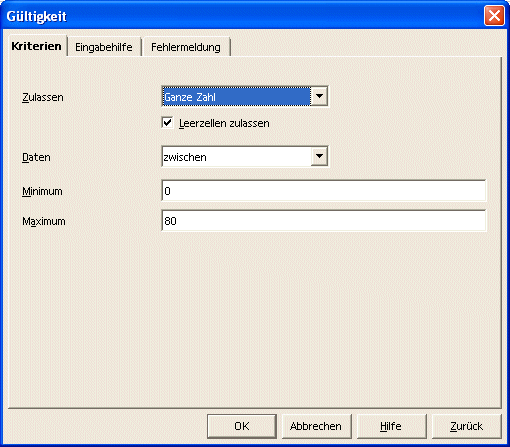 Gültigkeit
Kriterien Eingabehilfe Fehlermeldung
Zulassen Ganze Zahl
Leerzellen zulassen
Daten zwischen
Minimum 0
Maximum 80
OK Abbrechen Hilfe Zurück